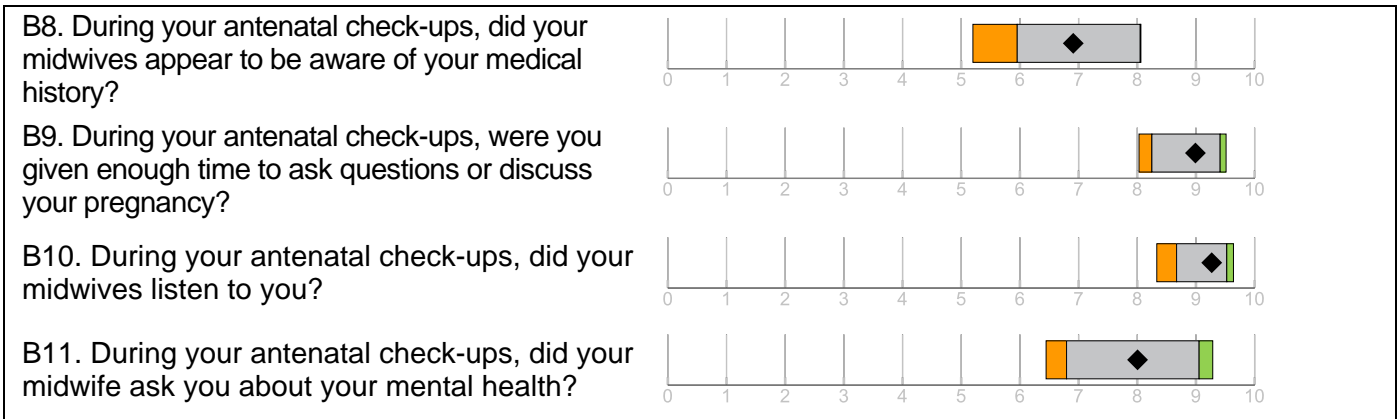 B8. During your antenatal check-ups, did your
midwives appear to be aware of your medical
history?
0 1 2 3 4 5 6 7 8 9 10
B9. During your antenatal check-ups, were you
given enough time to ask questions or discuss
your pregnancy?
0 1 2 3 4 5 6 7 8 9 10
B10. During your antenatal check-ups, did your
midwives listen to you?
0 1 2 3 4 5 6 7 8 9 10
B11. During your antenatal check-ups, did your
midwife ask you about your mental health?
0 1 2 3 4 5 6 7 8 9 10